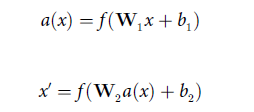 a(x) = f(W₁x + b₁)
x′ = f(W₂a(x) + b₂)